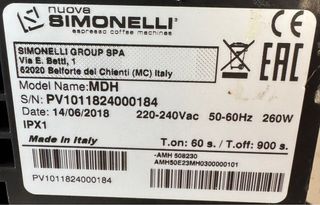 nuova
SIMONELLI
espresso coffee machines
SIMONELLI GROUP SPA
Via E. Betti, 1
62020 Belforte del Chienti (MC) Italy
CE EAC
Model Name: MDH
S/N: PV1011824000184
Date: 14/06/2018 220-240Vac 50-60Hz 260W
IPX1
Made in Italy T.on: 60 s./ T.off: 900 s.
-AMH 508230
AMH50E23MH0300000101
PV1011824000184